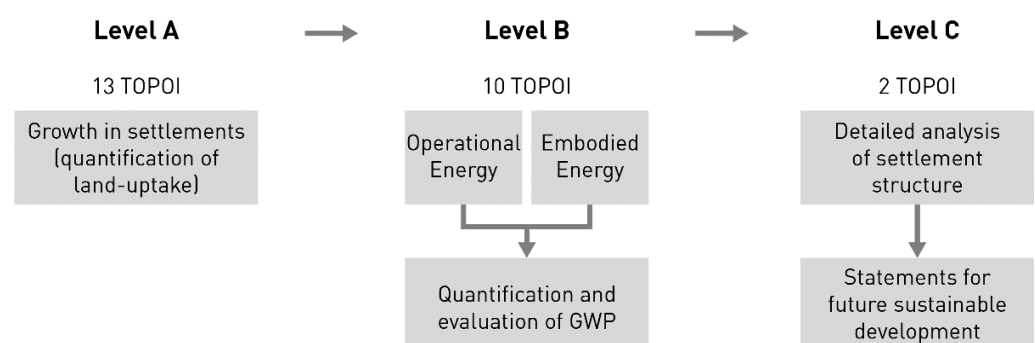 Level A
Level B
Level C
13 TOPOI
10 TOPOI
2 TOPOI
Growth in settlements
(quantification of
land-uptake)
Operational
Energy
Embodied
Energy
Detailed analysis
of settlement
structure
Quantification and
evaluation of GWP
Statements for
future sustainable
development